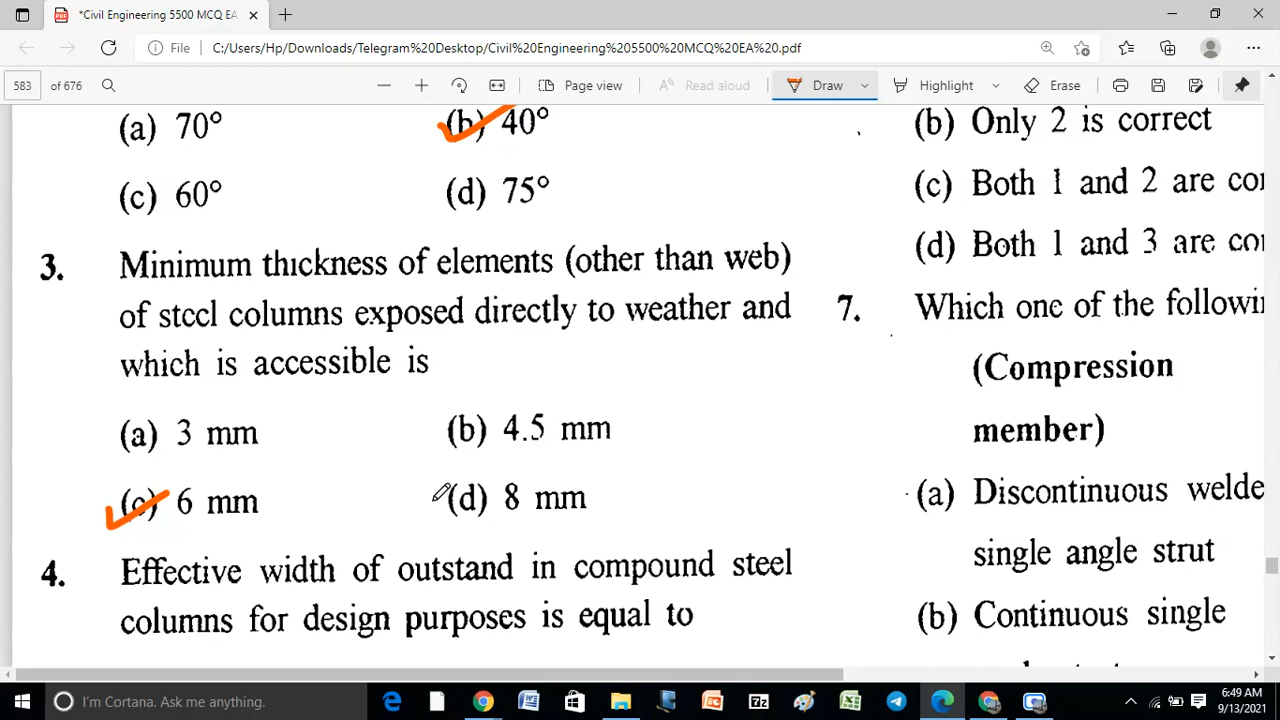 *Civil Engineering 5500 MCQ EA
File C:/Users/Hp/Downloads/Telegram%20Desktop/Civil%20Engineering%205500%20MCQ%20EA%20.pdf
583 of 676 Page view Read aloud Draw Highlight Erase
(a) 70° (b) 40°
(c) 60° (d) 75°
3. Minimum thickness of elements (other than web)
of steel columns exposed directly to weather and
which is accessible is
(a) 3 mm (b) 4.5 mm
(c) 6 mm (d) 8 mm
4. Effective width of outstand in compound steel
columns for design purposes is equal to
(b) Only 2 is correct
(c) Both 1 and 2 are
(d) Both 1 and 3 are
7. Which one of the
(Compression
member)
(a) Discontinuous
single angle strut
(b) Continuous single
I'm Cortana. Ask me anything.
6:49 AM
9/13/2021